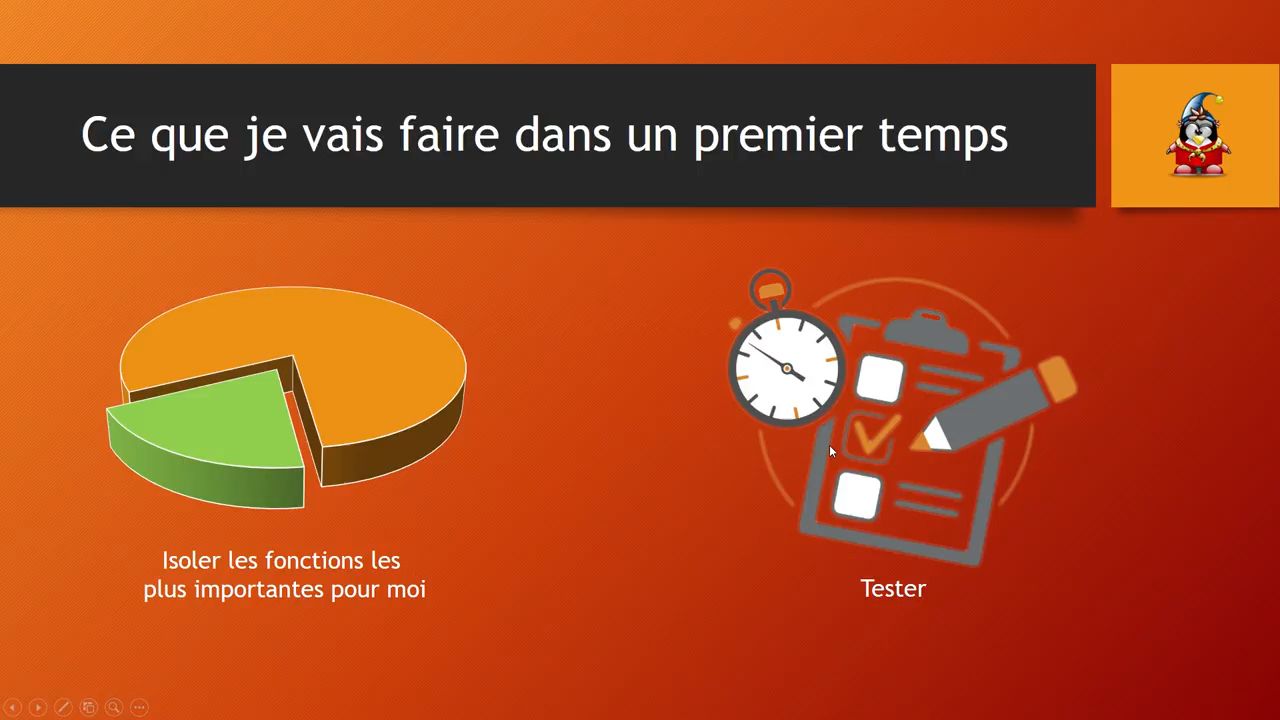 Ce que je vais faire dans un premier temps
Isoler les fonctions les
plus importantes pour moi
Tester